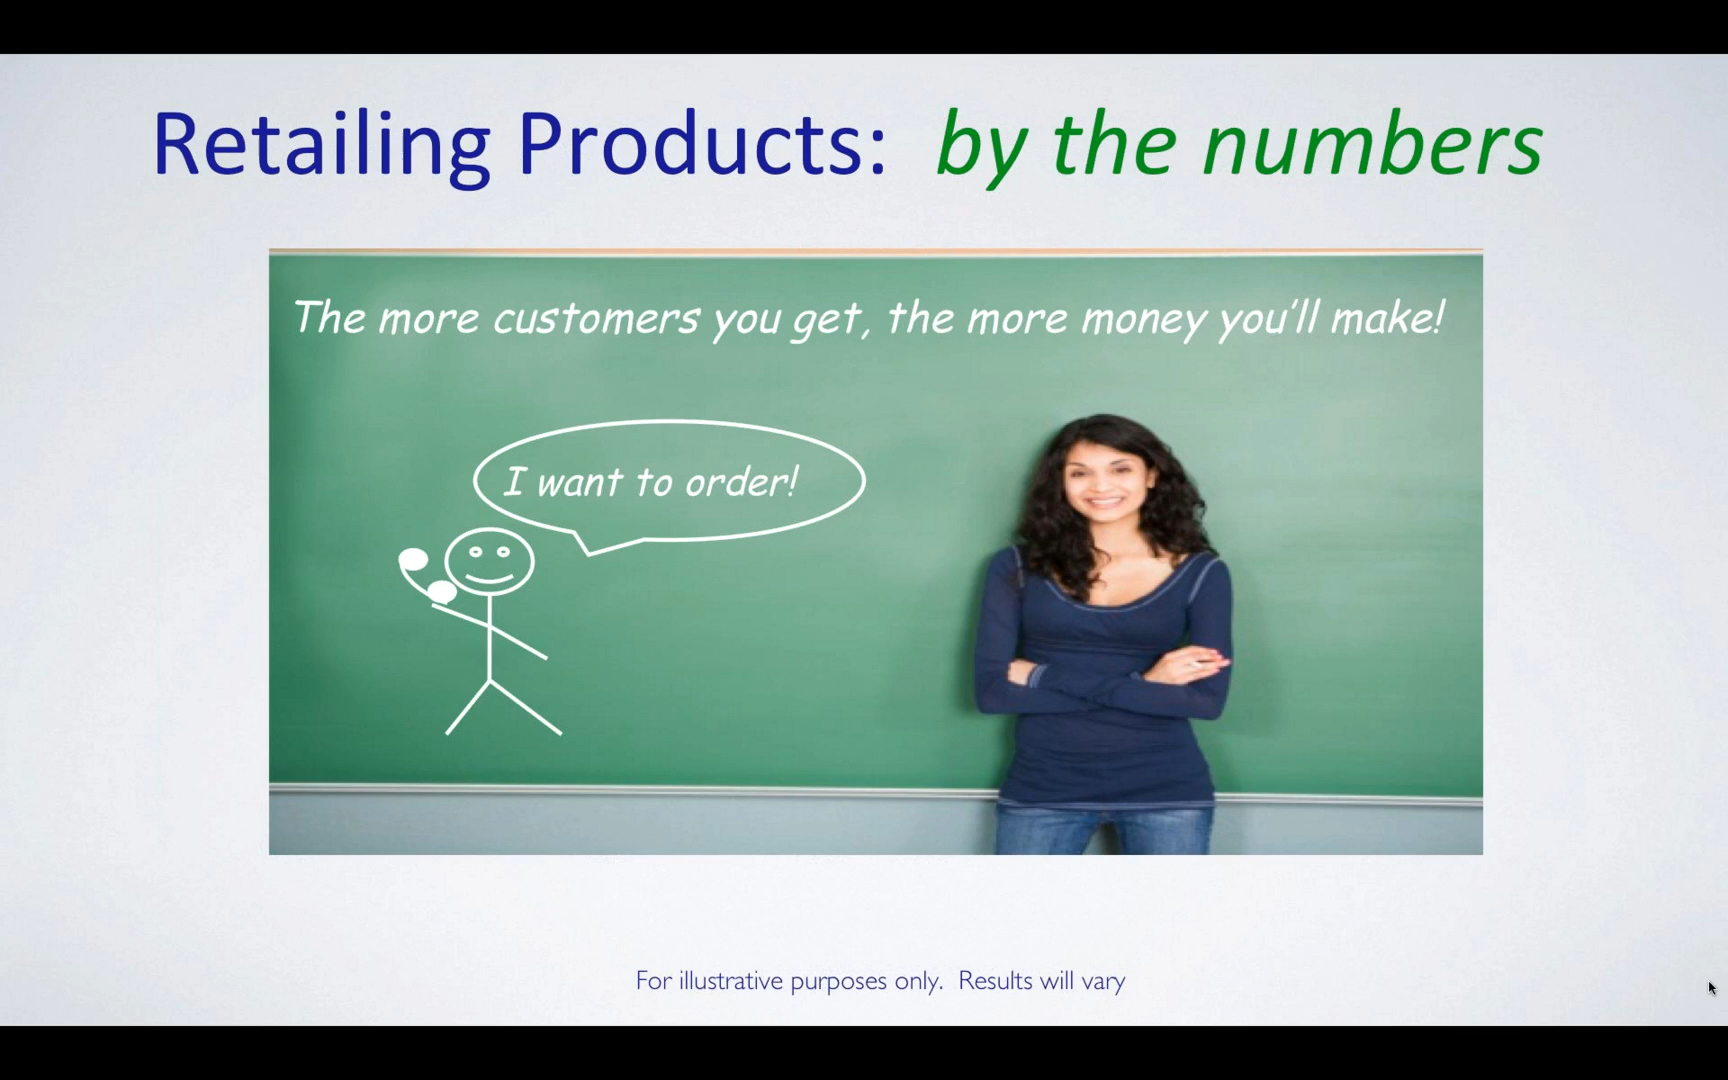 Retailing Products:  by the numbers
The more customers you get, the more money you'll make!
I want to order!
For illustrative purposes only.  Results will vary